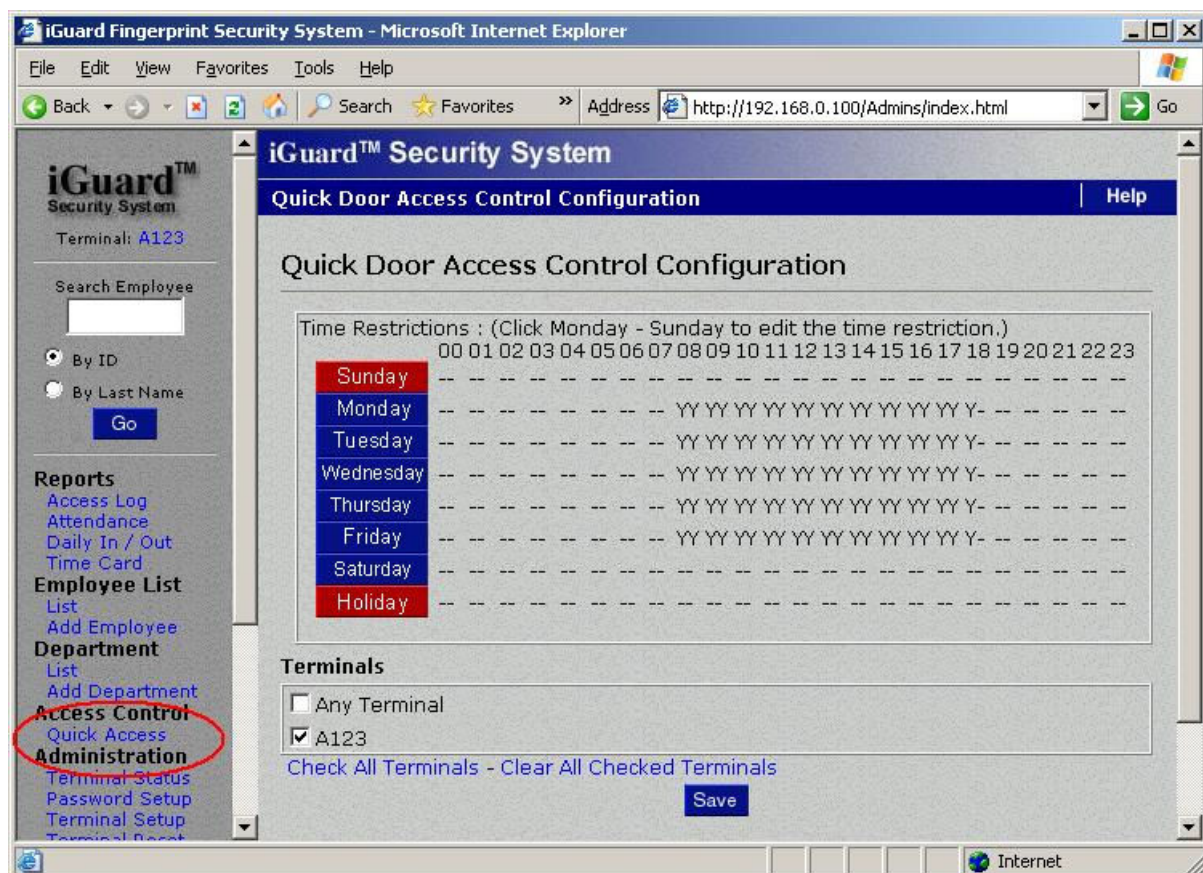 iGuard Fingerprint Security System - Microsoft Internet Explorer
File Edit View Favorites Tools Help
Back Search Favorites » Address http://192.168.0.100/Admins/index.html Go
iGuard™
Security System
Terminal: A123
Search Employee
By ID
By Last Name
Go
Reports
Access Log
Attendance
Daily In / Out
Time Card
Employee List
List
Add Employee
Department
List
Add Department
Access Control
Quick Access
Administration
Terminal Status
Password Setup
Terminal Setup
Terminal Reset
iGuard™ Security System
Quick Door Access Control Configuration | Help
Quick Door Access Control Configuration
Time Restrictions : (Click Monday - Sunday to edit the time restriction.)
00 01 02 03 04 05 06 07 08 09 10 11 12 13 14 15 16 17 18 19 20 21 22 23
Sunday -- -- -- -- -- -- -- -- -- -- -- -- -- -- -- -- -- -- -- -- -- -- -- --
Monday -- -- -- -- -- -- -- -- YY YY YY YY YY YY YY YY YY YY Y- -- -- -- -- --
Tuesday -- -- -- -- -- -- -- -- YY YY YY YY YY YY YY YY YY YY Y- -- -- -- -- --
Wednesday -- -- -- -- -- -- -- -- YY YY YY YY YY YY YY YY YY YY Y- -- -- -- -- --
Thursday -- -- -- -- -- -- -- -- YY YY YY YY YY YY YY YY YY YY Y- -- -- -- -- --
Friday -- -- -- -- -- -- -- -- YY YY YY YY YY YY YY YY YY YY Y- -- -- -- -- --
Saturday -- -- -- -- -- -- -- -- -- -- -- -- -- -- -- -- -- -- -- -- -- -- -- --
Holiday -- -- -- -- -- -- -- -- -- -- -- -- -- -- -- -- -- -- -- -- -- -- -- --
Terminals
Any Terminal
A123
Check All Terminals - Clear All Checked Terminals
Save
Internet